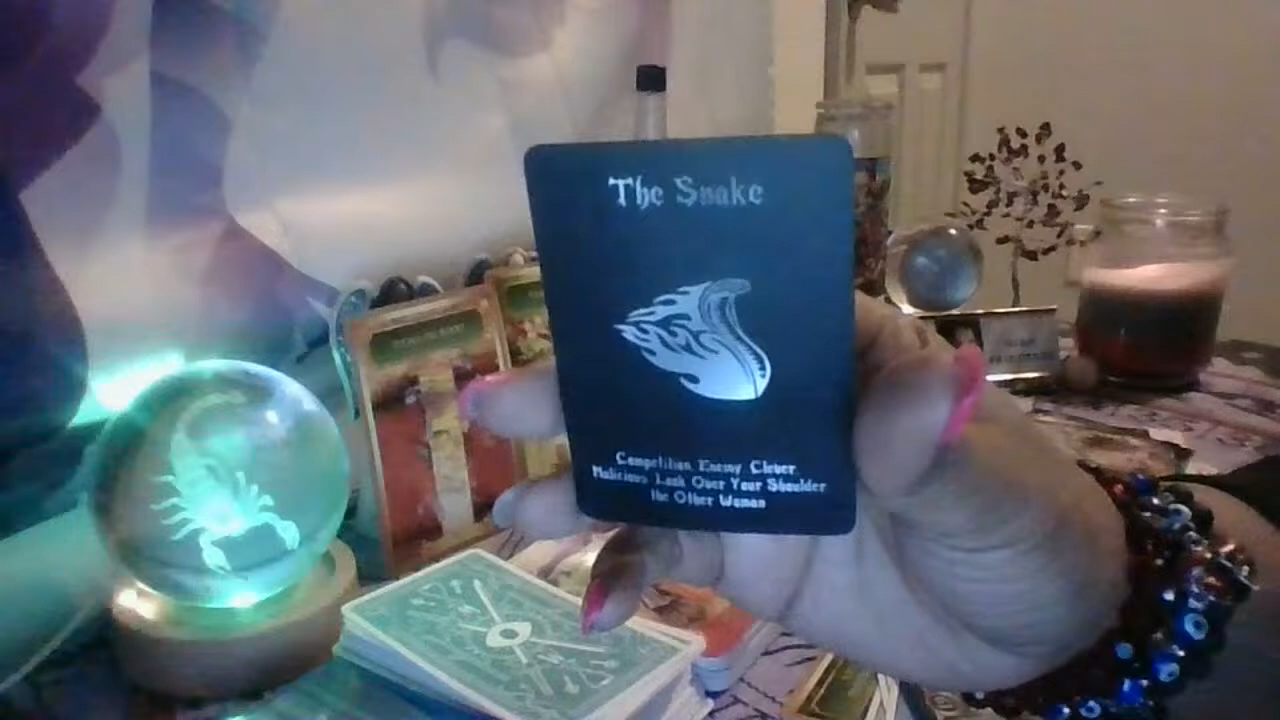 The Snake
Competition, Enemy, Clever,
Malicious, Look Over Your Shoulder
the Other Woman